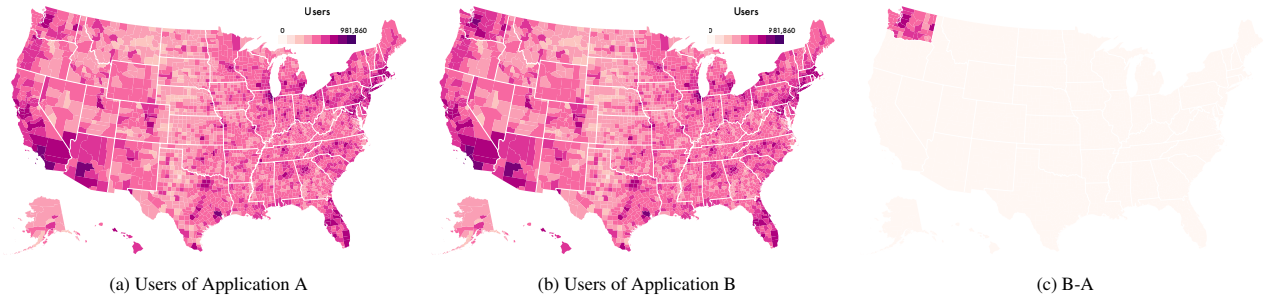 Users
0 981,860
Users
0 981,860
(a) Users of Application A
(b) Users of Application B
(c) B-A